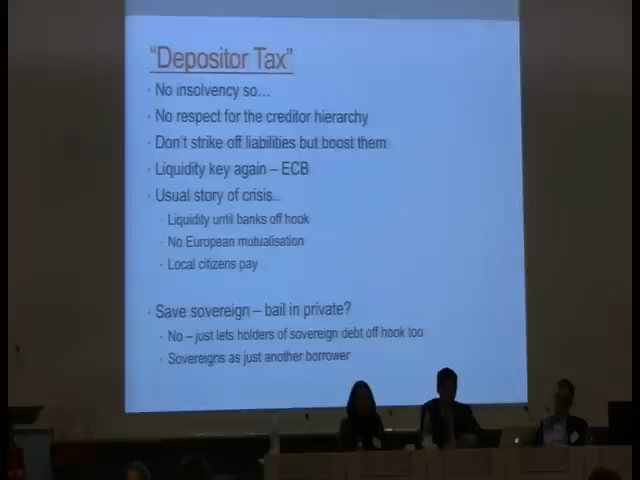 "Depositor Tax"
No insolvency so...
No respect for the creditor hierarchy
Don't strike off liabilities but boost them
Liquidity key again – ECB
Usual story of crisis..
Liquidity until banks off hook
No European mutualisation
Local citizens pay
Save sovereign – bail in private?
No – just lets holders of sovereign debt off hook too
Sovereigns as just another borrower